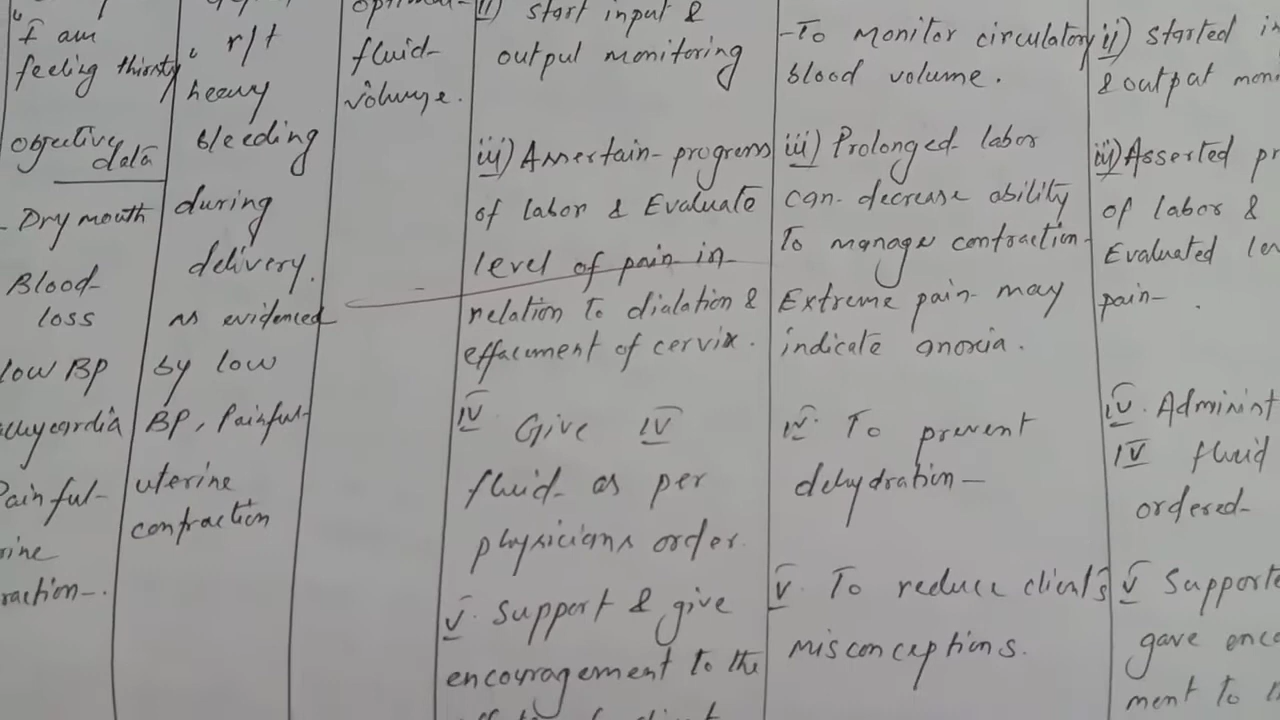 I am
feeling thirsty
objective
data
- Dry mouth
Blood-
loss
low BP
Painful-
r/t
heavy
bleeding
during
delivery.
as evidenced
by low
BP, Painful-
uterine
contraction
fluid-
volume.
ii) start input &
output monitoring
iii) Assertain progress
of labor & Evaluate
level of pain in
relation to dialation &
effacument of cervix.
IV Give IV
fluid as per
physicians order.
V. Support & give
encouragement to the
-To monitor circulatory
blood volume.
iii) Prolonged labor
can decrease ability
To manage contraction
Extreme pain may
indicate anoxia.
IV. To prevent
dehydration-
V. To reduce client's
misconceptions.
ii) started
& output
iii) Asserted
of labor &
Evaluated
pain- .
IV.
IV fluid
ordered-
V
gave
ment to